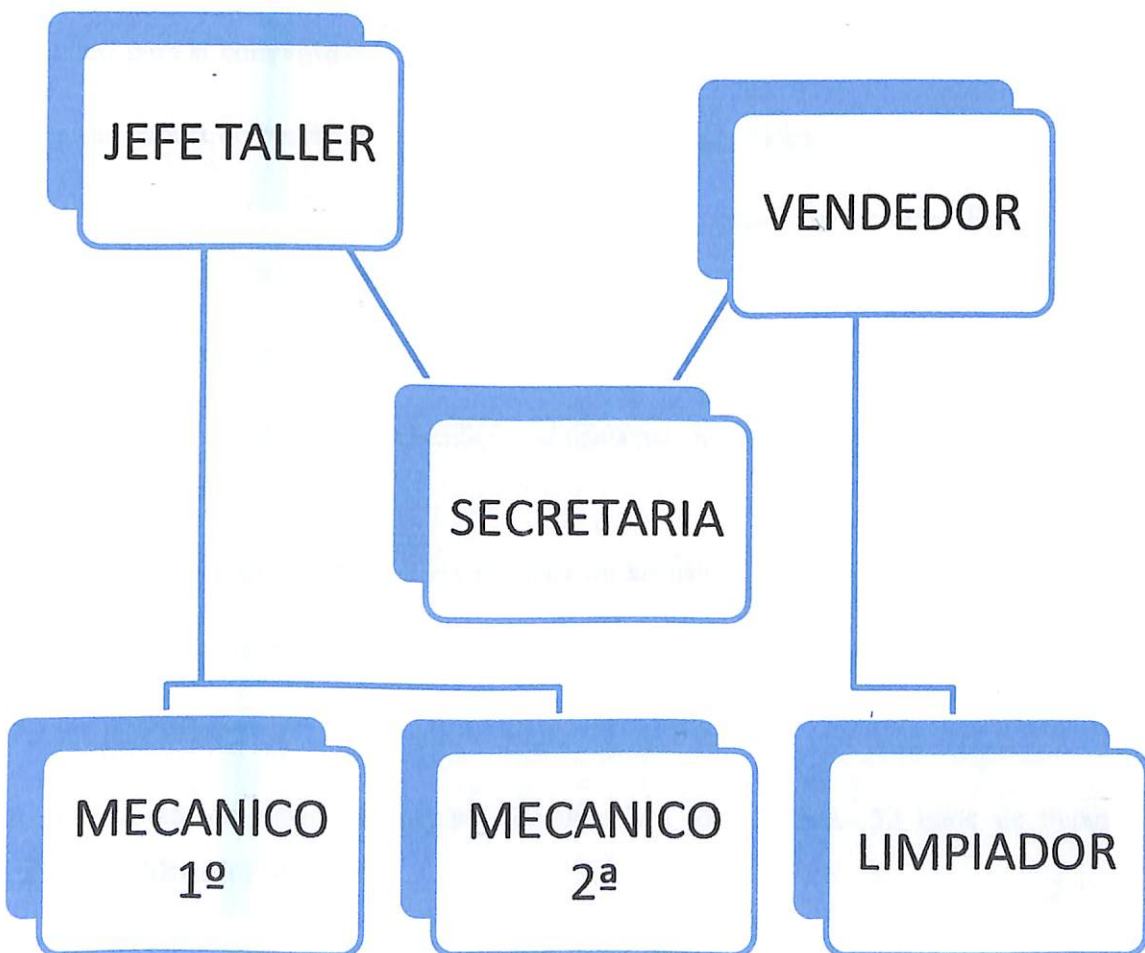 JEFE TALLER
VENDEDOR
SECRETARIA
MECANICO
1º
MECANICO
2ª
LIMPIADOR